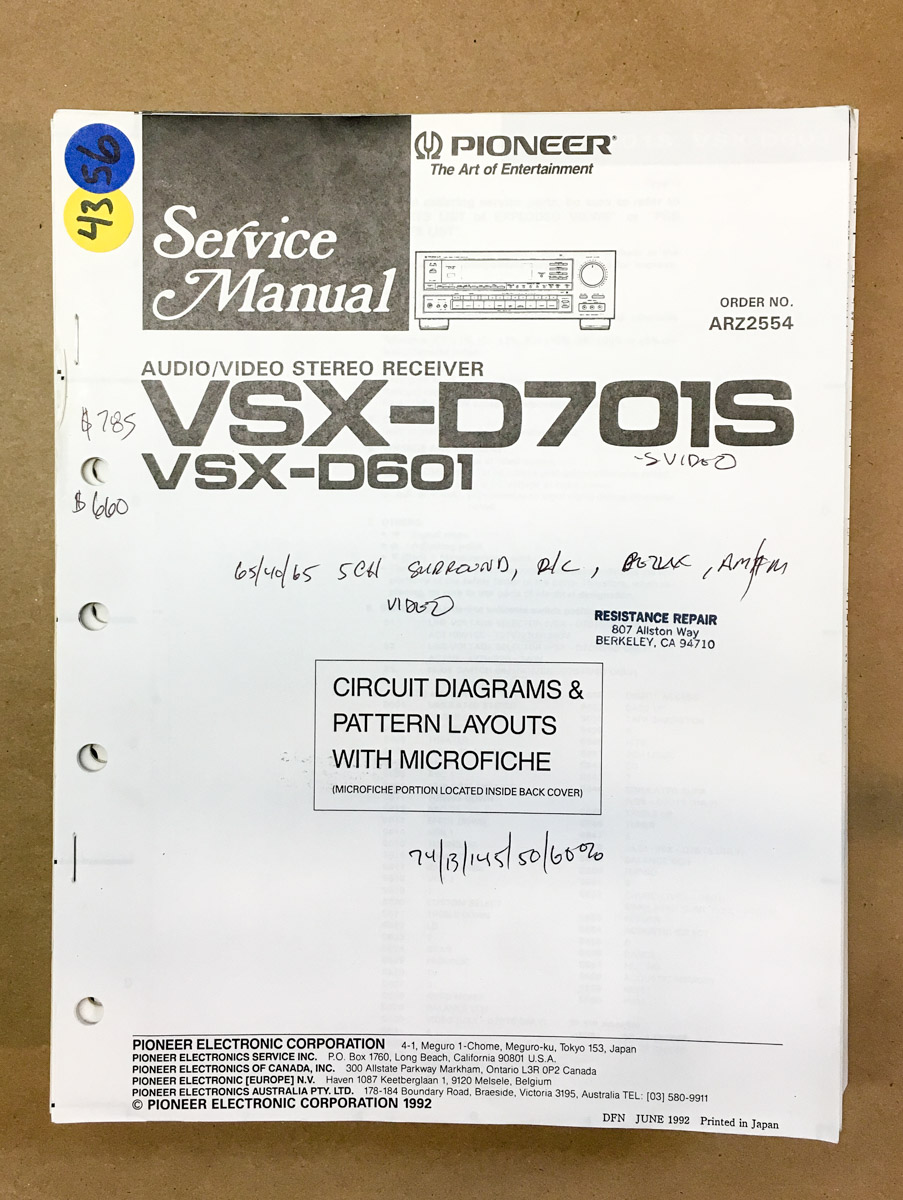 56
43
Service
Manual
PIONEER®
The Art of Entertainment
ORDER NO.
ARZ2554
AUDIO/VIDEO STEREO RECEIVER
VSX-D701S
-SVIDEO
VSX-D601
$785
$660
65/40/65 5CH SURROUND, R/C, , AM/FM
VIDEO
RESISTANCE REPAIR
807 Allston Way
BERKELEY, CA 94710
CIRCUIT DIAGRAMS &
PATTERN LAYOUTS
WITH MICROFICHE
(MICROFICHE PORTION LOCATED INSIDE BACK COVER)
74/13/145/50/60%
PIONEER ELECTRONIC CORPORATION 4-1, Meguro 1-Chome, Meguro-ku, Tokyo 153, Japan
PIONEER ELECTRONICS SERVICE INC. P.O. Box 1760, Long Beach, California 90801 U.S.A.
PIONEER ELECTRONICS OF CANADA, INC. 300 Allstate Parkway Markham, Ontario L3R 0P2 Canada
PIONEER ELECTRONIC [EUROPE] N.V. Haven 1087 Keetberglaan 1, 9120 Melsele, Belgium
PIONEER ELECTRONICS AUSTRALIA PTY. LTD. 178-184 Boundary Road, Braeside, Victoria 3195, Australia TEL: [03] 580-9911
© PIONEER ELECTRONIC CORPORATION 1992
DFN JUNE 1992 Printed in Japan